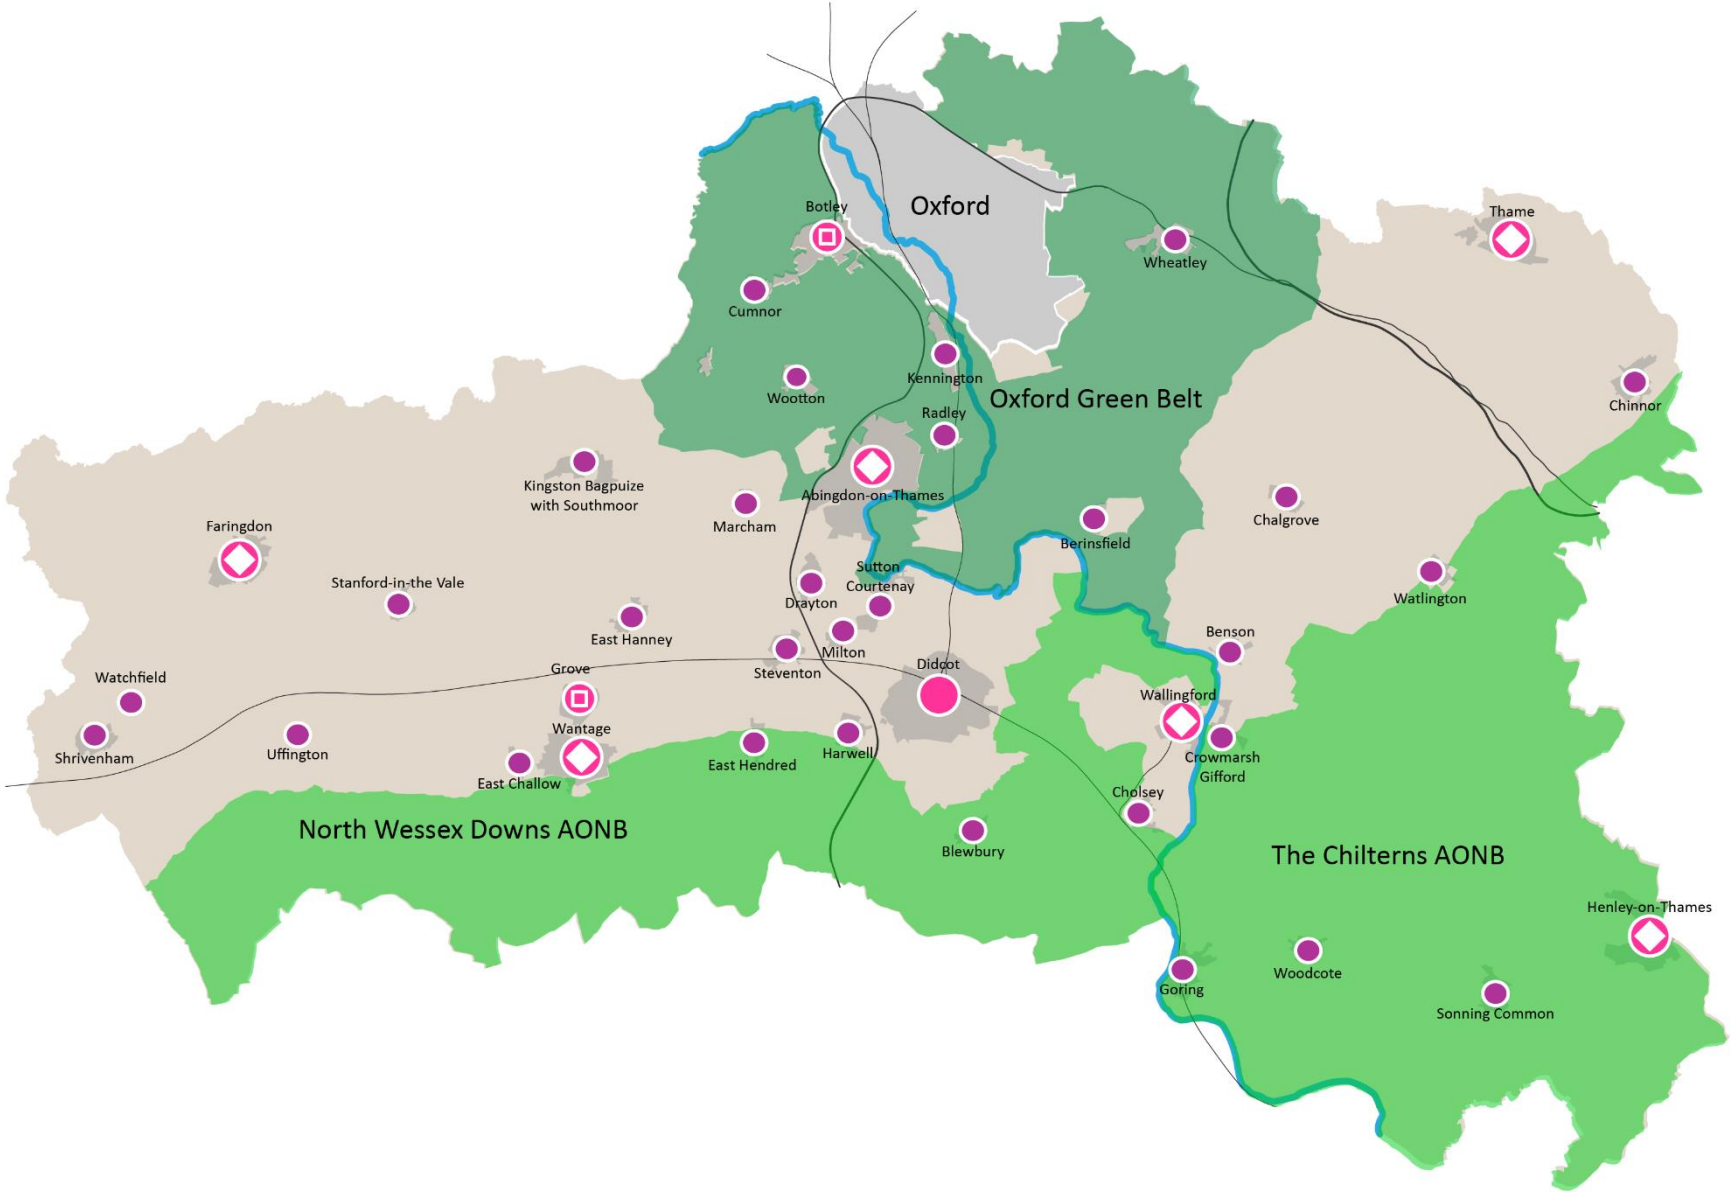 Oxford
Botley
Thame
Wheatley
Cumnor
Kennington
Oxford Green Belt
Wootton
Chinnor
Radley
Kingston Bagpuize
with Southmoor
Abingdon-on-Thames
Marcham
Chalgrove
Faringdon
Berinsfield
Stanford-in-the Vale
Sutton
Courtenay
Drayton
Watlington
East Hanney
Benson
Milton
Steventon
Didcot
Grove
Watchfield
Wallingford
Wantage
Shrivenham
Uffington
East Hendred
Harwell
Crowmarsh
Gifford
East Challow
Cholsey
North Wessex Downs AONB
Blewbury
The Chilterns AONB
Henley-on-Thames
Woodcote
Goring
Sonning Common